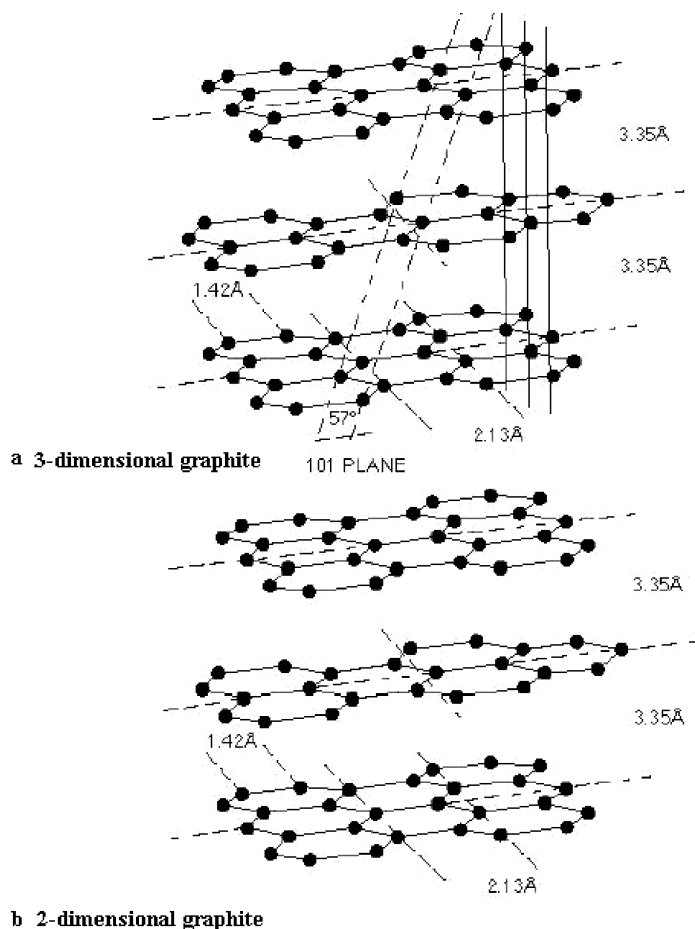 3.35Å
3.35Å
1.42Å
57°
2.13Å
a 3-dimensional graphite
101 PLANE
3.35Å
3.35Å
1.42Å
2.13Å
b 2-dimensional graphite